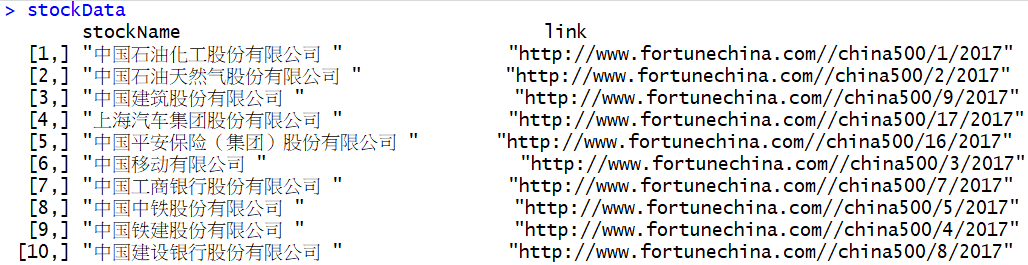 > stockData
stockName link
[1,] "中国石油化工股份有限公司 " "http://www.fortunechina.com//china500/1/2017"
[2,] "中国石油天然气股份有限公司 " "http://www.fortunechina.com//china500/2/2017"
[3,] "中国建筑股份有限公司 " "http://www.fortunechina.com//china500/9/2017"
[4,] "上海汽车集团股份有限公司 " "http://www.fortunechina.com//china500/17/2017"
[5,] "中国平安保险（集团）股份有限公司 " "http://www.fortunechina.com//china500/16/2017"
[6,] "中国移动有限公司 " "http://www.fortunechina.com//china500/3/2017"
[7,] "中国工商银行股份有限公司 " "http://www.fortunechina.com//china500/7/2017"
[8,] "中国中铁股份有限公司 " "http://www.fortunechina.com//china500/5/2017"
[9,] "中国铁建股份有限公司 " "http://www.fortunechina.com//china500/4/2017"
[10,] "中国建设银行股份有限公司 " "http://www.fortunechina.com//china500/8/2017"